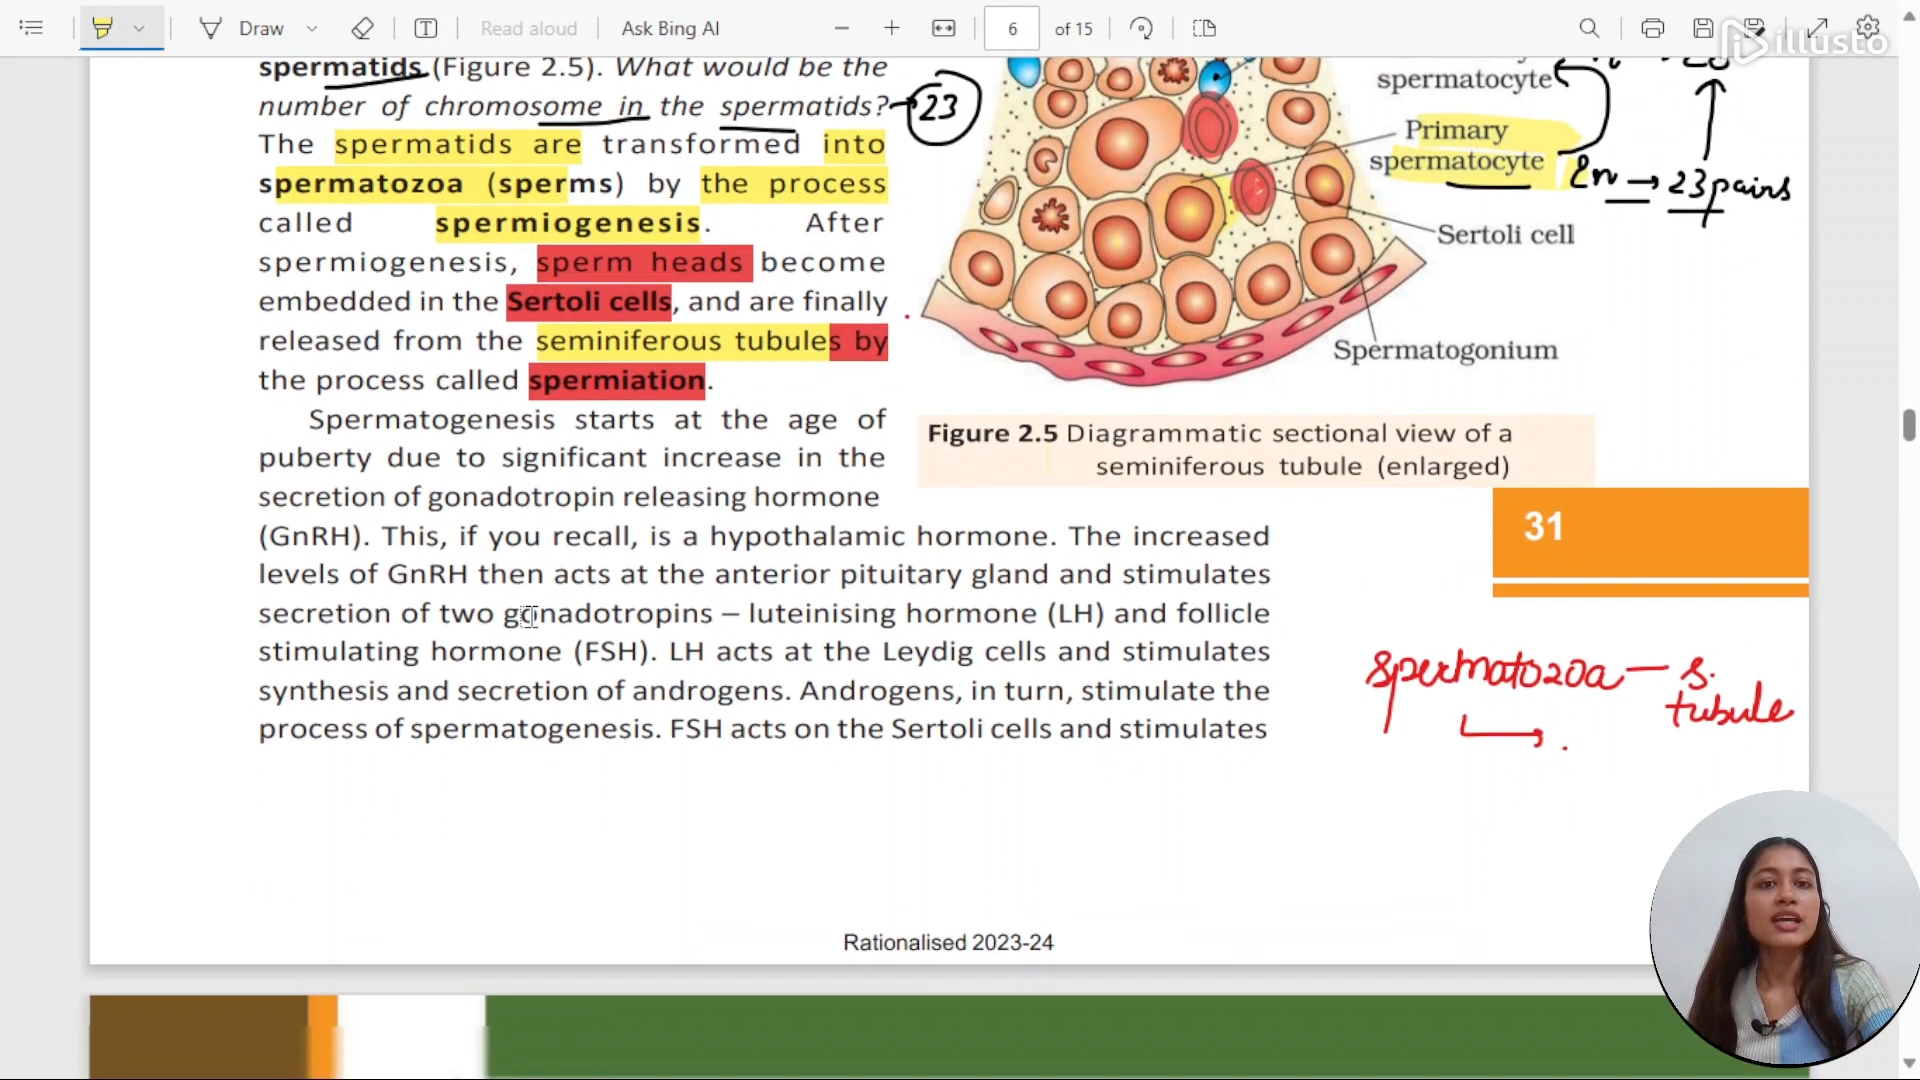 Draw
Read aloud
Ask Bing AI
6
of 15
illusto
spermatids (Figure 2.5). What would be the
number of chromosome in the spermatids?
The spermatids are transformed into
spermatozoa (sperms) by the process
called spermiogenesis. After
spermiogenesis, sperm heads become
embedded in the Sertoli cells, and are finally
released from the seminiferous tubules by
the process called spermiation.
Spermatogenesis starts at the age of
puberty due to significant increase in the
secretion of gonadotropin releasing hormone
(GnRH). This, if you recall, is a hypothalamic hormone. The increased
levels of GnRH then acts at the anterior pituitary gland and stimulates
secretion of two gonadotropins – luteinising hormone (LH) and follicle
stimulating hormone (FSH). LH acts at the Leydig cells and stimulates
synthesis and secretion of androgens. Androgens, in turn, stimulate the
process of spermatogenesis. FSH acts on the Sertoli cells and stimulates
23
spermatocyte
Primary
spermatocyte
2n → 23 pairs
Sertoli cell
Spermatogonium
Figure 2.5 Diagrammatic sectional view of a
seminiferous tubule (enlarged)
31
spermatozoa — s.
tubule
Rationalised 2023-24